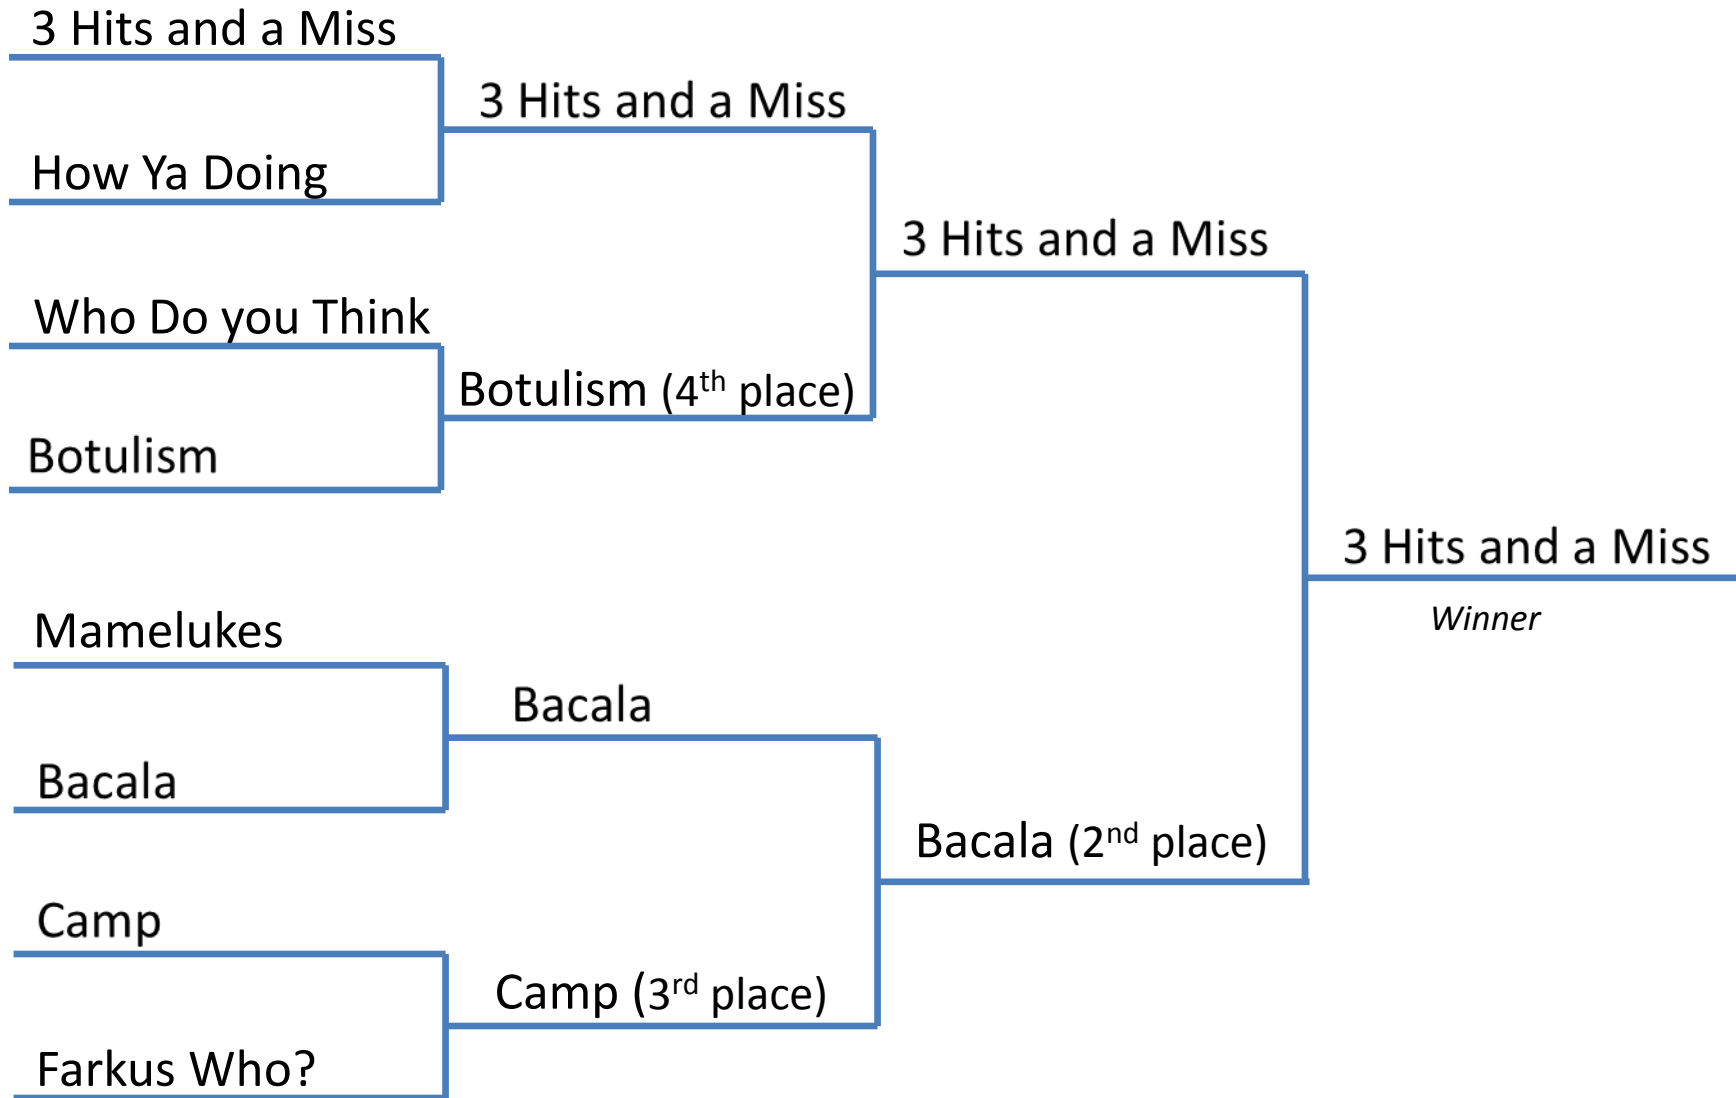 3 Hits and a Miss
How Ya Doing
Who Do you Think
Botulism
Mamelukes
Bacala
Camp
Farkus Who?
3 Hits and a Miss
Botulism (4th place)
Bacala
Camp (3rd place)
3 Hits and a Miss
Bacala (2nd place)
3 Hits and a Miss
Winner